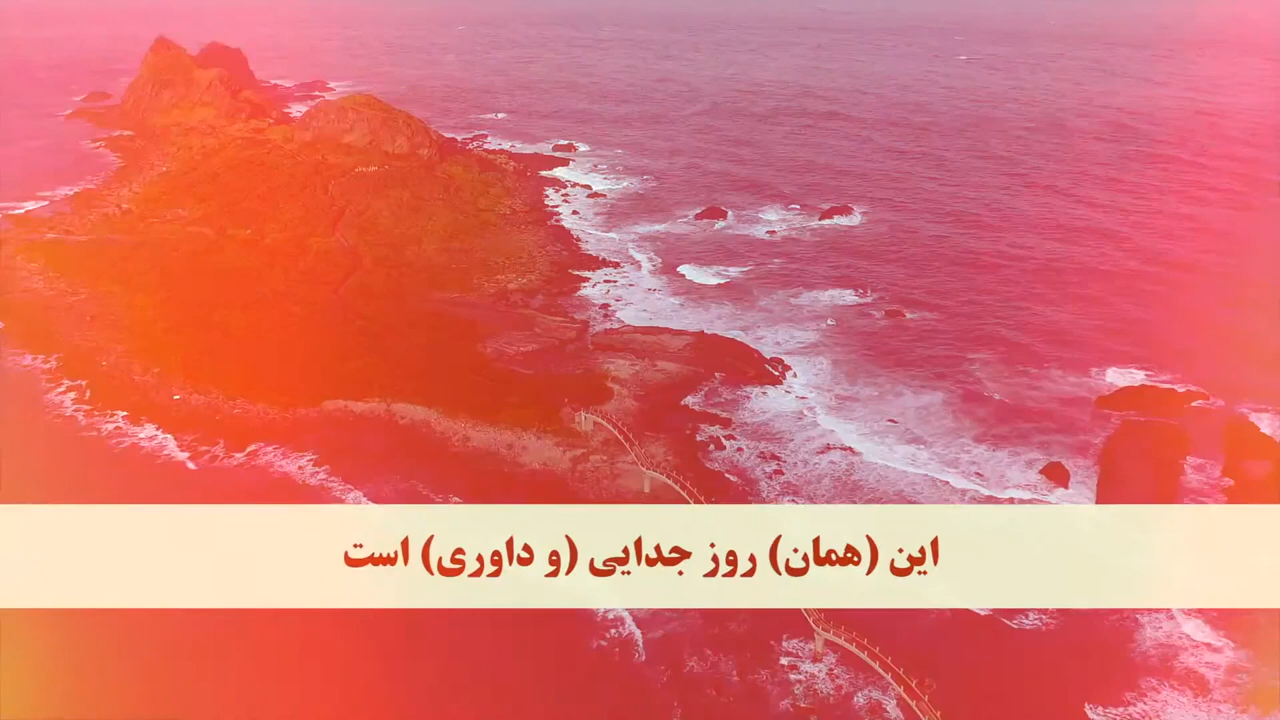 این (همان) روز جدایی (و داوری) است